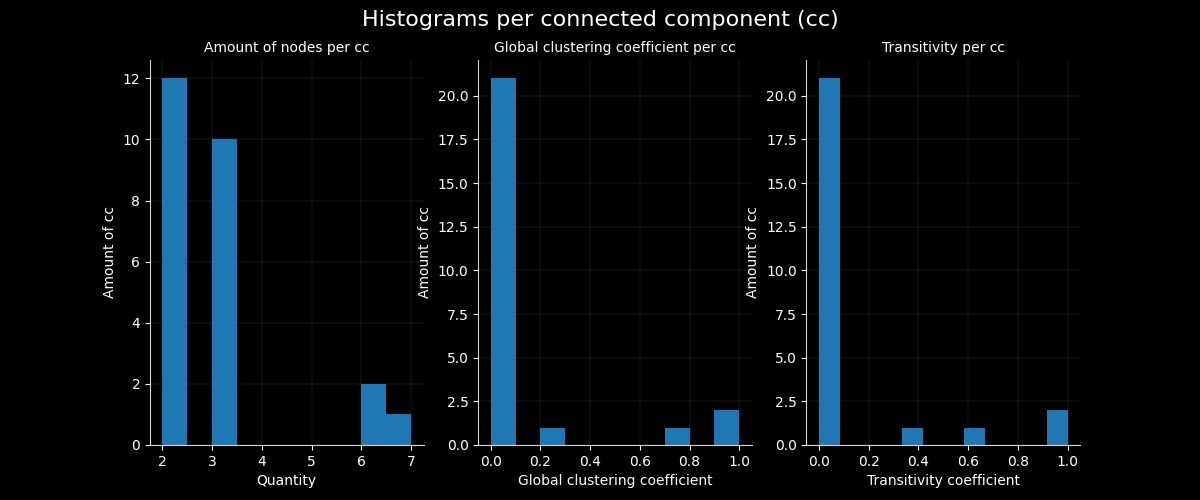 Histograms per connected component (cc)
Amount of nodes per cc
Amount of cc
12
10
8
6
4
2
0
2 3 4 5 6 7
Quantity
Global clustering coefficient per cc
Amount of cc
20.0
17.5
15.0
12.5
10.0
7.5
5.0
2.5
0.0
0.0 0.2 0.4 0.6 0.8 1.0
Global clustering coefficient
Transitivity per cc
Amount of cc
20.0
17.5
15.0
12.5
10.0
7.5
5.0
2.5
0.0
0.0 0.2 0.4 0.6 0.8 1.0
Transitivity coefficient